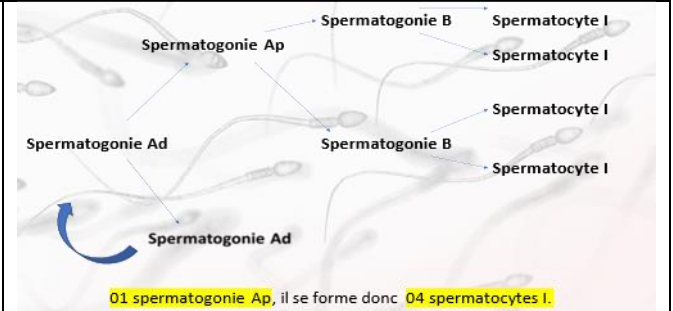 Spermatogonie B
Spermatocyte I
Spermatogonie Ap
Spermatocyte I
Spermatocyte I
Spermatogonie Ad
Spermatogonie B
Spermatocyte I
Spermatogonie Ad
01 spermatogonie Ap, il se forme donc 04 spermatocytes I.